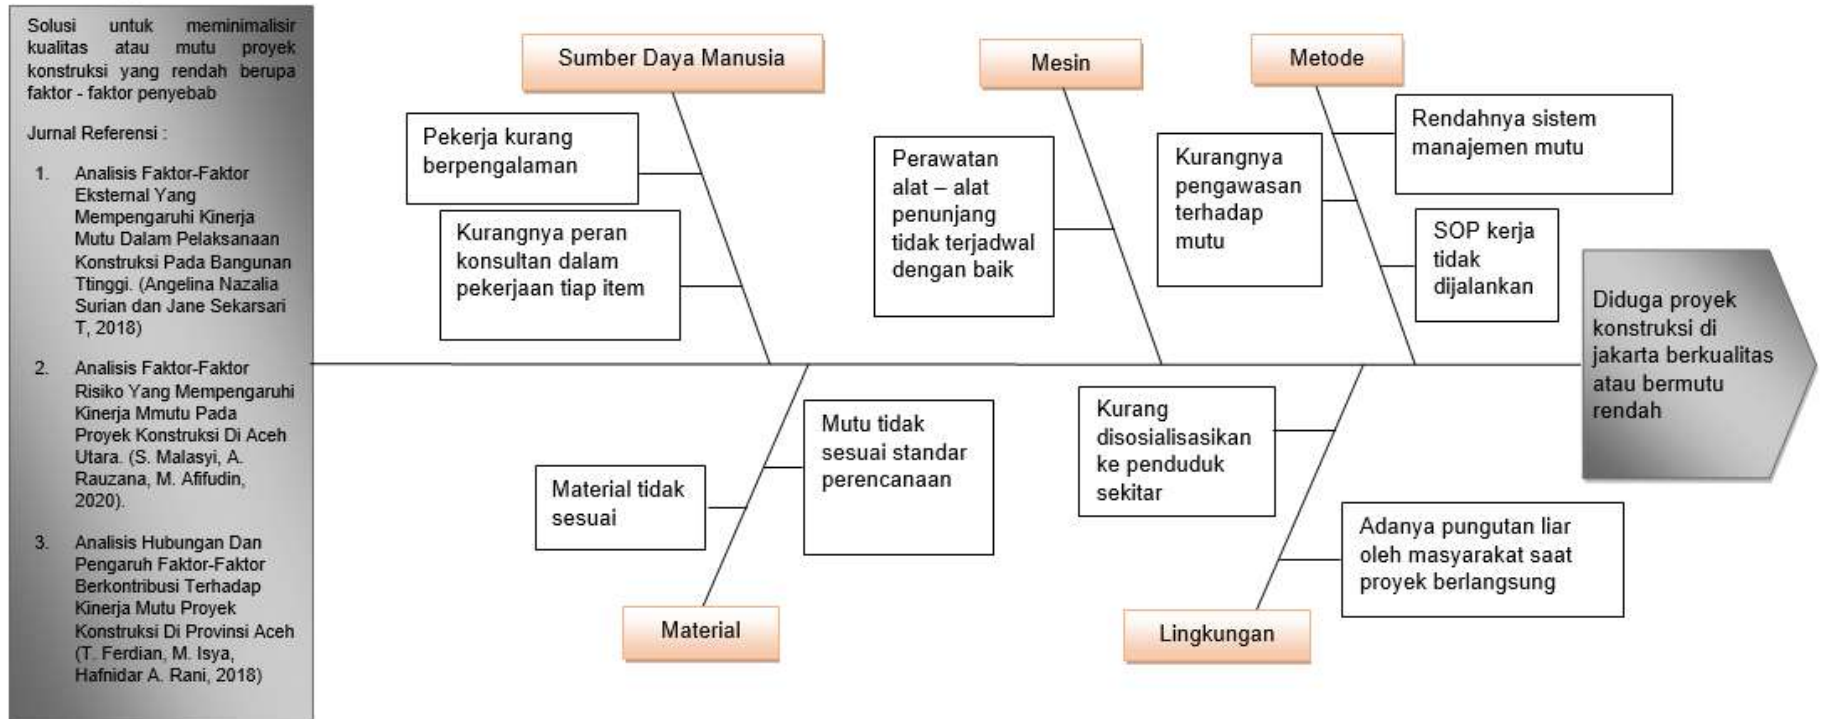 Solusi untuk meminimalisir
kualitas atau mutu proyek
konstruksi yang rendah berupa
faktor - faktor penyebab
Jurnal Referensi :
1. Analisis Faktor-Faktor
Eksternal Yang
Mempengaruhi Kinerja
Mutu Dalam Pelaksanaan
Konstruksi Pada Bangunan
Ttinggi. (Angelina Nazalia
Surian dan Jane Sekarsari
T, 2018)
2. Analisis Faktor-Faktor
Risiko Yang Mempengaruhi
Kinerja Mmutu Pada
Proyek Konstruksi Di Aceh
Utara. (S. Malasyi, A.
Rauzana, M. Afifudin,
2020).
3. Analisis Hubungan Dan
Pengaruh Faktor-Faktor
Berkontribusi Terhadap
Kinerja Mutu Proyek
Konstruksi Di Provinsi Aceh
(T. Ferdian, M. Isya,
Hafnidar A. Rani, 2018)
Sumber Daya Manusia
Pekerja kurang
berpengalaman
Kurangnya peran
konsultan dalam
pekerjaan tiap item
Mesin
Perawatan
alat – alat
penunjang
tidak terjadwal
dengan baik
Metode
Rendahnya sistem
manajemen mutu
Kurangnya
pengawasan
terhadap
mutu
SOP kerja
tidak
dijalankan
Material
Mutu tidak
sesuai standar
perencanaan
Material tidak
sesuai
Lingkungan
Kurang
disosialisasikan
ke penduduk
sekitar
Adanya pungutan liar
oleh masyarakat saat
proyek berlangsung
Diduga proyek
konstruksi di
jakarta berkualitas
atau bermutu
rendah